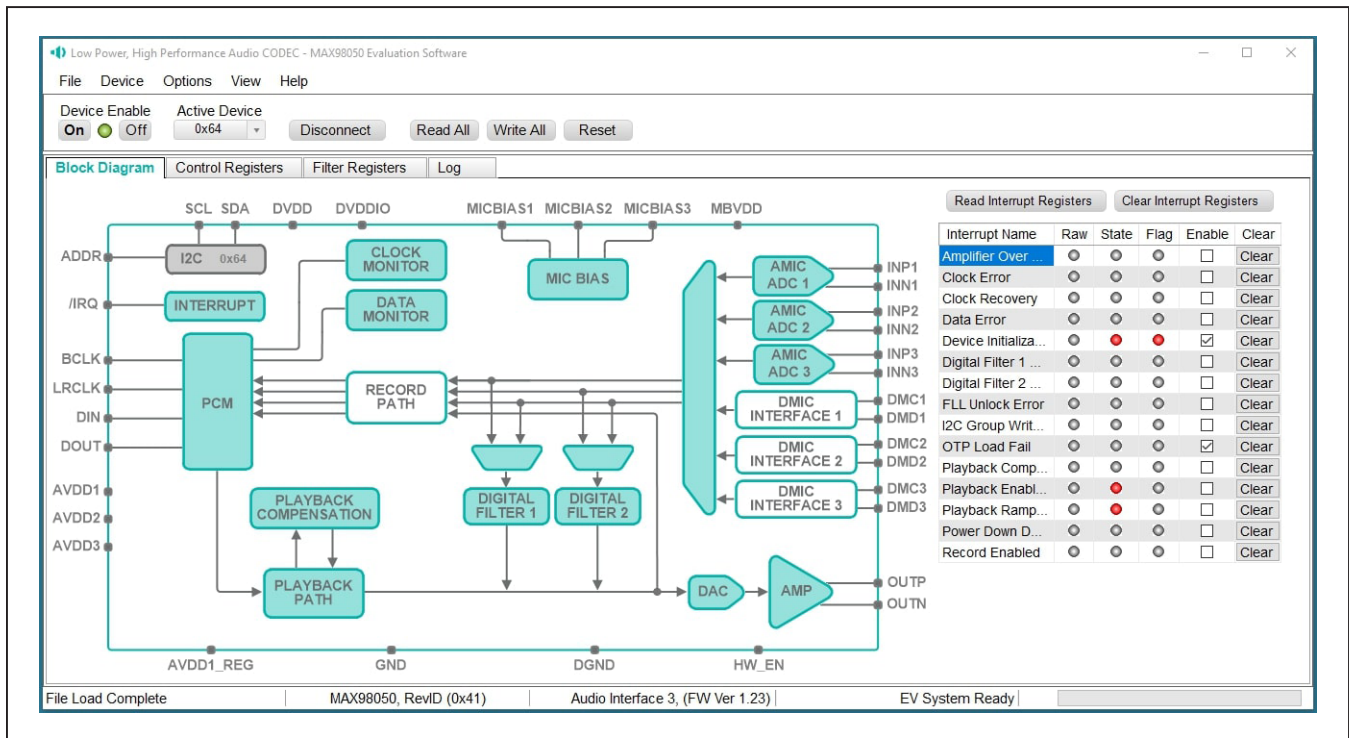 Low Power, High Performance Audio CODEC - MAX98050 Evaluation Software
File Device Options View Help
Device Enable Active Device
On Off 0x64 Disconnect Read All Write All Reset
Block Diagram Control Registers Filter Registers Log
SCL SDA DVDD DVDDIO MICBIAS1 MICBIAS2 MICBIAS3 MBVDD
ADDR
I2C 0x64
/IRQ
INTERRUPT
CLOCK
MONITOR
DATA
MONITOR
MIC BIAS
AMIC
ADC 1
INP1
INN1
AMIC
ADC 2
INP2
INN2
AMIC
ADC 3
INP3
INN3
BCLK
LRCLK
DIN
DOUT
PCM
RECORD
PATH
DMIC
INTERFACE 1
DMC1
DMD1
DMIC
INTERFACE 2
DMC2
DMD2
DMIC
INTERFACE 3
DMC3
DMD3
AVDD1
AVDD2
AVDD3
PLAYBACK
COMPENSATION
DIGITAL
FILTER 1
DIGITAL
FILTER 2
PLAYBACK
PATH
DAC
AMP
OUTP
OUTN
AVDD1_REG GND DGND HW_EN
Read Interrupt Registers Clear Interrupt Registers
Interrupt Name Raw State Flag Enable Clear
Amplifier Over ... Clear
Clock Error Clear
Clock Recovery Clear
Data Error Clear
Device Initializa... Clear
Digital Filter 1 ... Clear
Digital Filter 2 ... Clear
FLL Unlock Error Clear
I2C Group Writ... Clear
OTP Load Fail Clear
Playback Comp... Clear
Playback Enabl... Clear
Playback Ramp... Clear
Power Down D... Clear
Record Enabled Clear
File Load Complete MAX98050, RevID (0x41) Audio Interface 3, (FW Ver 1.23) EV System Ready